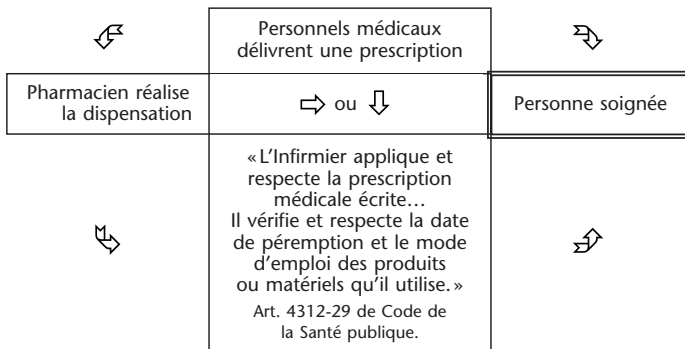 Personnels médicaux
délivrent une prescription
Pharmacien réalise
la dispensation
⇨ ou ⇩
Personne soignée
«L’Infirmier applique et
respecte la prescription
médicale écrite…
Il vérifie et respecte la date
de péremption et le mode
d’emploi des produits
ou matériels qu’il utilise.»
Art. 4312-29 de Code de
la Santé publique.